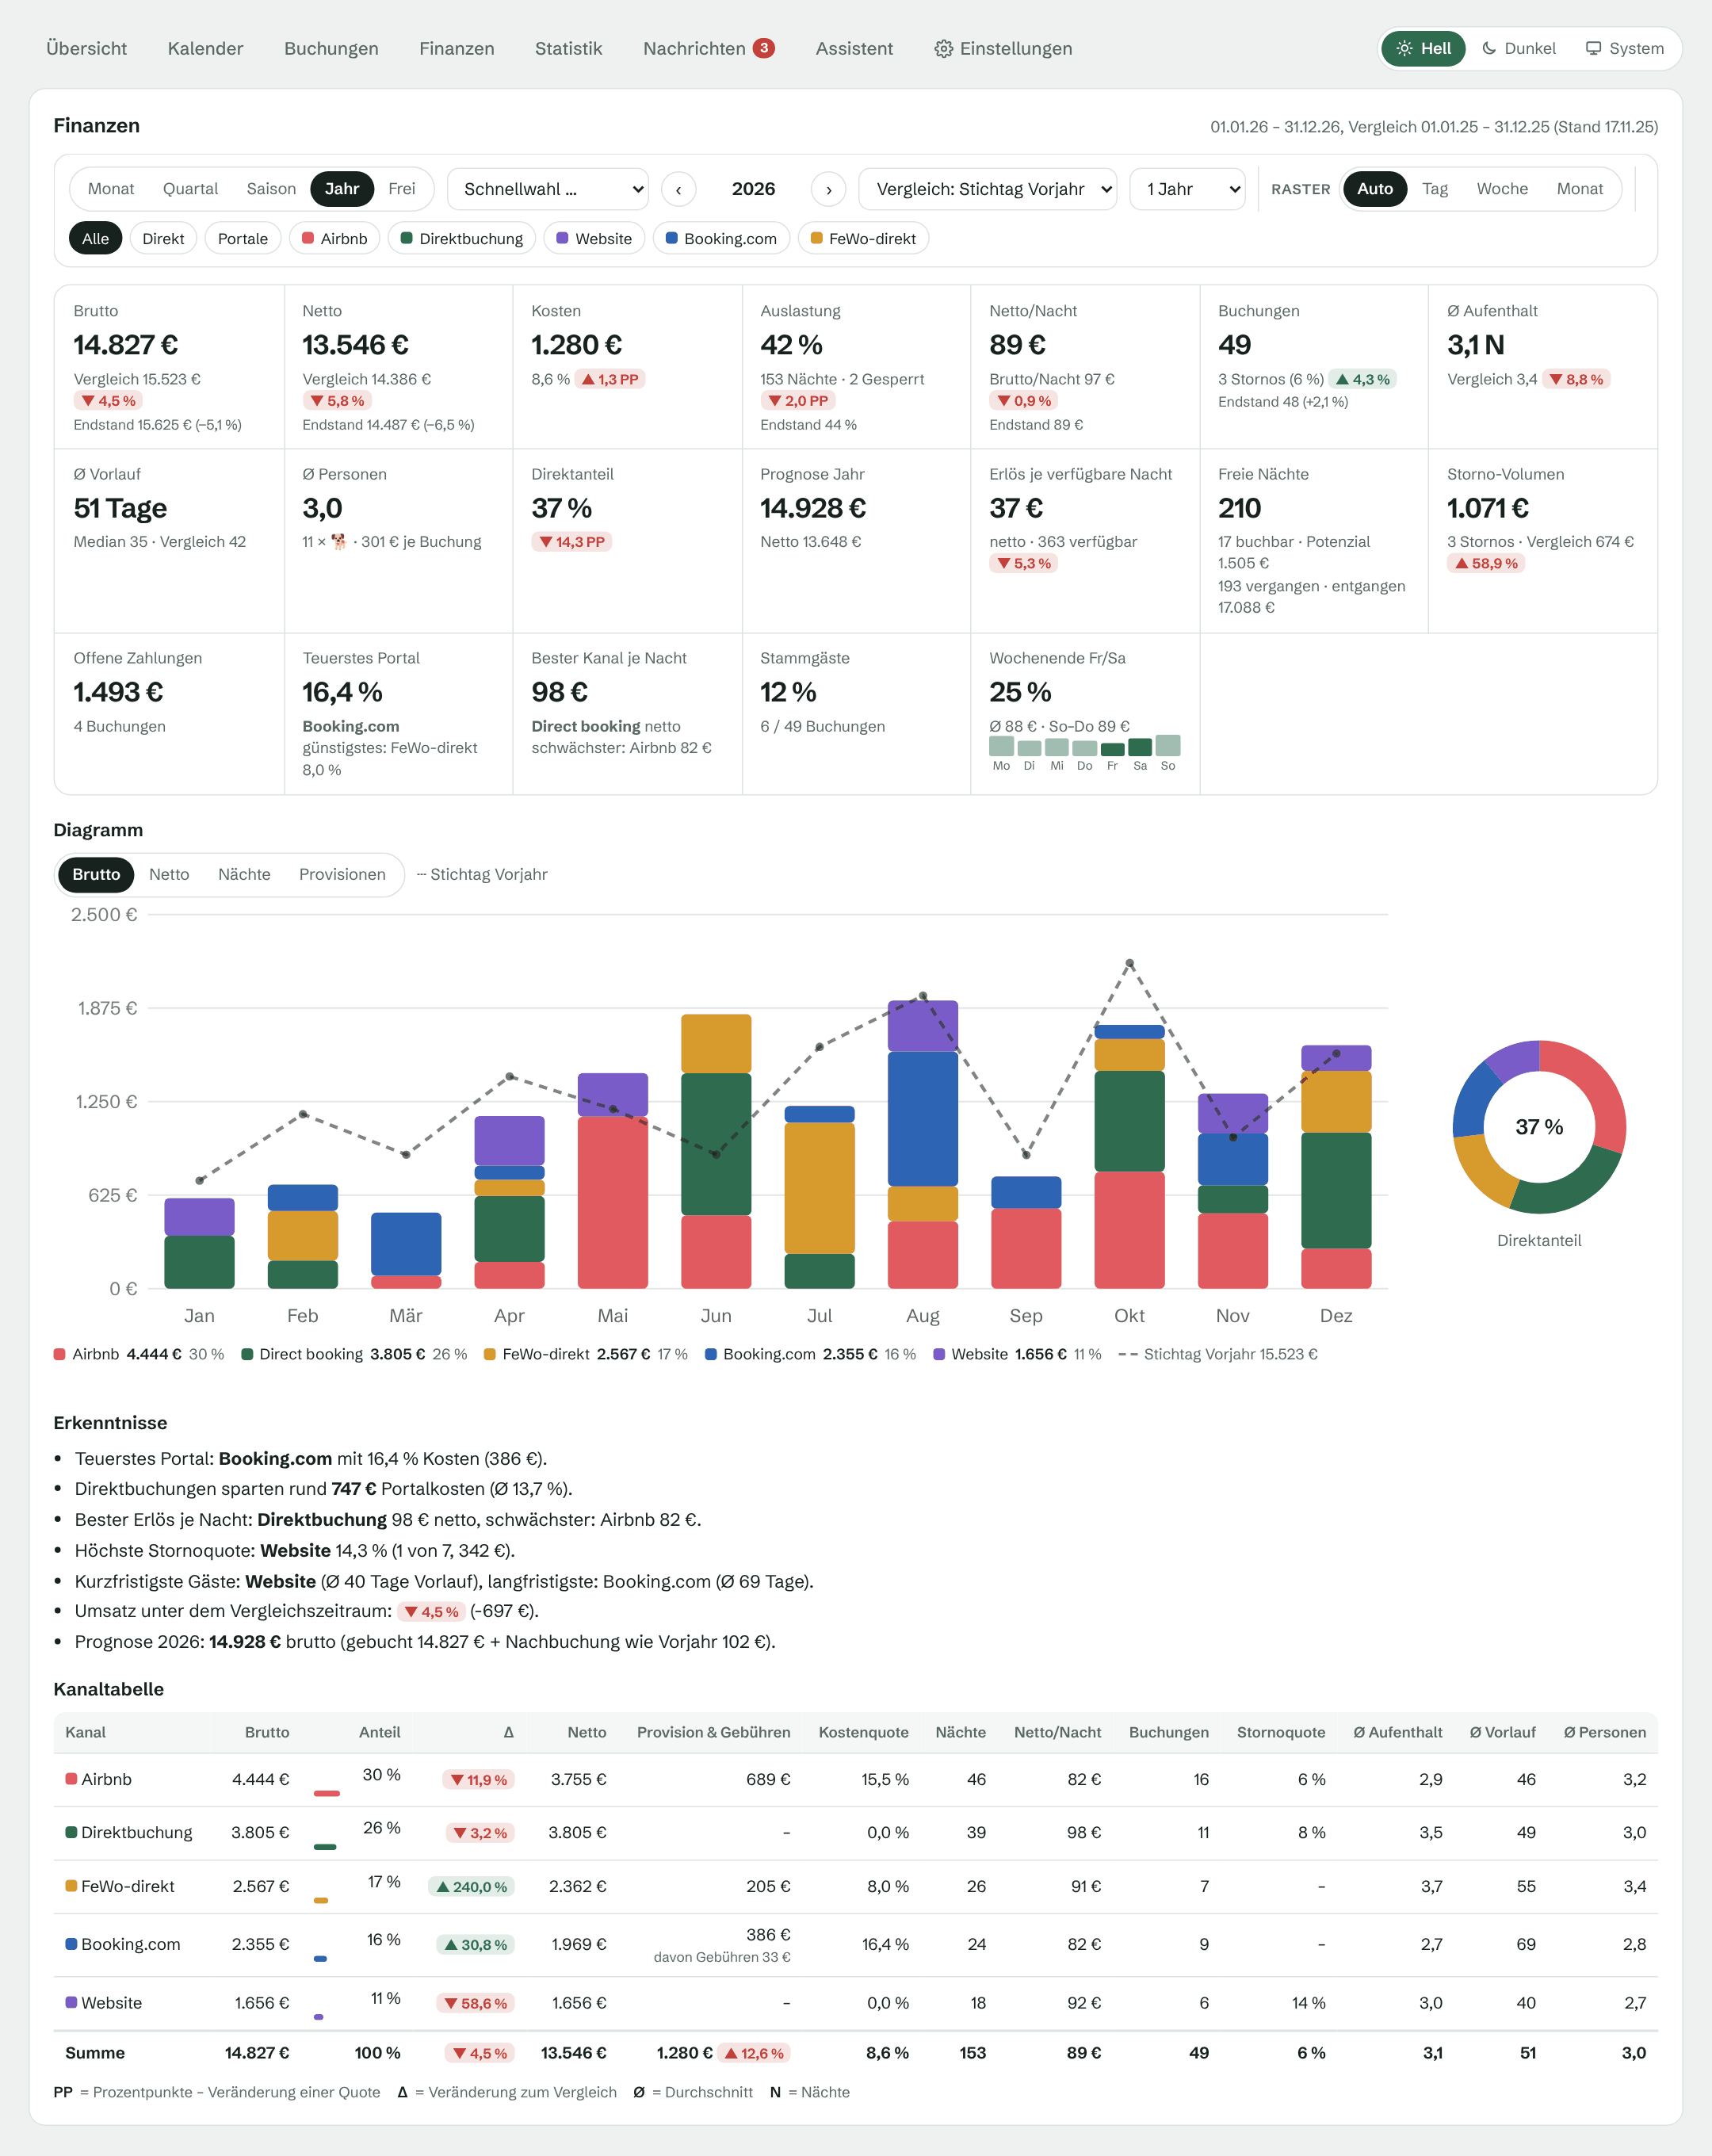 Übersicht Kalender Buchungen Finanzen Statistik Nachrichten 3 Assistent Einstellungen Hell Dunkel System
Finanzen 01.01.26 – 31.12.26, Vergleich 01.01.25 – 31.12.25 (Stand 17.11.25)
Monat Quartal Saison Jahr Frei Schnellwahl ... ‹ 2026 › Vergleich: Stichtag Vorjahr 1 Jahr RASTER Auto Tag Woche Monat
Alle Direkt Portale Airbnb Direktbuchung Website Booking.com FeWo-direkt
Brutto
14.827 €
Vergleich 15.523 €
▼ 4,5 %
Endstand 15.625 € (−5,1 %)
Netto
13.546 €
Vergleich 14.386 €
▼ 5,8 %
Endstand 14.487 € (−6,5 %)
Kosten
1.280 €
8,6 % ▲ 1,3 PP
Auslastung
42 %
153 Nächte · 2 Gesperrt
▼ 2,0 PP
Endstand 44 %
Netto/Nacht
89 €
Brutto/Nacht 97 €
▼ 0,9 %
Endstand 89 €
Buchungen
49
3 Stornos (6 %) ▲ 4,3 %
Endstand 48 (+2,1 %)
Ø Aufenthalt
3,1 N
Vergleich 3,4 ▼ 8,8 %
Ø Vorlauf
51 Tage
Median 35 · Vergleich 42
Ø Personen
3,0
11 × 🐕 · 301 € je Buchung
Direktanteil
37 %
▼ 14,3 PP
Prognose Jahr
14.928 €
Netto 13.648 €
Erlös je verfügbare Nacht
37 €
netto · 363 verfügbar
▼ 5,3 %
Freie Nächte
210
17 buchbar · Potenzial
1.505 €
193 vergangen · entgangen
17.088 €
Storno-Volumen
1.071 €
3 Stornos · Vergleich 674 €
▲ 58,9 %
Offene Zahlungen
1.493 €
4 Buchungen
Teuerstes Portal
16,4 %
Booking.com
günstigstes: FeWo-direkt
8,0 %
Bester Kanal je Nacht
98 €
Direct booking netto
schwächster: Airbnb 82 €
Stammgäste
12 %
6 / 49 Buchungen
Wochenende Fr/Sa
25 %
Ø 88 € · So–Do 89 €
Mo Di Mi Do Fr Sa So
Diagramm
Brutto Netto Nächte Provisionen ┄ Stichtag Vorjahr
2.500 €
1.875 €
1.250 €
625 €
0 €
Jan Feb Mär Apr Mai Jun Jul Aug Sep Okt Nov Dez
37 %
Direktanteil
Airbnb 4.444 € 30 % Direct booking 3.805 € 26 % FeWo-direkt 2.567 € 17 % Booking.com 2.355 € 16 % Website 1.656 € 11 % Stichtag Vorjahr 15.523 €
Erkenntnisse
• Teuerstes Portal: Booking.com mit 16,4 % Kosten (386 €).
• Direktbuchungen sparten rund 747 € Portalkosten (Ø 13,7 %).
• Bester Erlös je Nacht: Direktbuchung 98 € netto, schwächster: Airbnb 82 €.
• Höchste Stornoquote: Website 14,3 % (1 von 7, 342 €).
• Kurzfristigste Gäste: Website (Ø 40 Tage Vorlauf), langfristigste: Booking.com (Ø 69 Tage).
• Umsatz unter dem Vergleichszeitraum: ▼ 4,5 % (-697 €).
• Prognose 2026: 14.928 € brutto (gebucht 14.827 € + Nachbuchung wie Vorjahr 102 €).
Kanaltabelle
Kanal Brutto Anteil Δ Netto Provision & Gebühren Kostenquote Nächte Netto/Nacht Buchungen Stornoquote Ø Aufenthalt Ø Vorlauf Ø Personen
Airbnb 4.444 € 30 % ▼ 11,9 % 3.755 € 689 € 15,5 % 46 82 € 16 6 % 2,9 46 3,2
Direktbuchung 3.805 € 26 % ▼ 3,2 % 3.805 € – 0,0 % 39 98 € 11 8 % 3,5 49 3,0
FeWo-direkt 2.567 € 17 % ▲ 240,0 % 2.362 € 205 € 8,0 % 26 91 € 7 – 3,7 55 3,4
Booking.com 2.355 € 16 % ▲ 30,8 % 1.969 € 386 € 16,4 % 24 82 € 9 – 2,7 69 2,8
davon Gebühren 33 €
Website 1.656 € 11 % ▼ 58,6 % 1.656 € – 0,0 % 18 92 € 6 14 % 3,0 40 2,7
Summe 14.827 € 100 % ▼ 4,5 % 13.546 € 1.280 € ▲ 12,6 % 8,6 % 153 89 € 49 6 % 3,1 51 3,0
PP = Prozentpunkte – Veränderung einer Quote Δ = Veränderung zum Vergleich Ø = Durchschnitt N = Nächte